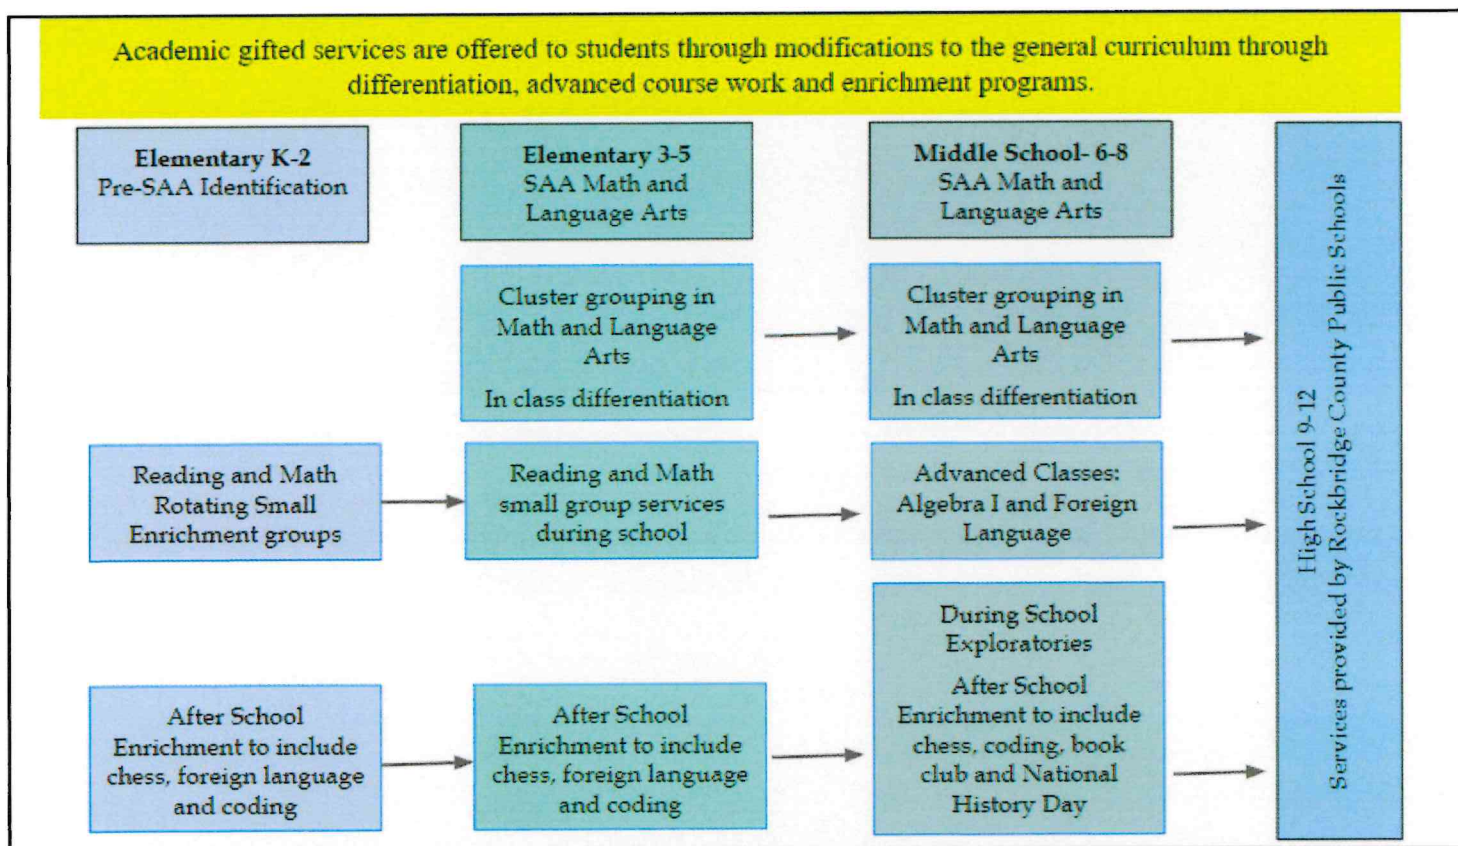 Academic gifted services are offered to students through modifications to the general curriculum through
differentiation, advanced course work and enrichment programs.
Elementary K-2
Pre-SAA Identification
Elementary 3-5
SAA Math and
Language Arts
Middle School- 6-8
SAA Math and
Language Arts
Cluster grouping in
Math and Language
Arts
In class differentiation
Cluster grouping in
Math and Language
Arts
In class differentiation
Reading and Math
Rotating Small
Enrichment groups
Reading and Math
small group services
during school
Advanced Classes:
Algebra I and Foreign
Language
After School
Enrichment to include
chess, foreign language
and coding
After School
Enrichment to include
chess, foreign language
and coding
During School
Exploratories
After School
Enrichment to include
chess, coding, book
club and National
History Day
High School 9-12
Services provided by Rockbridge County Public Schools